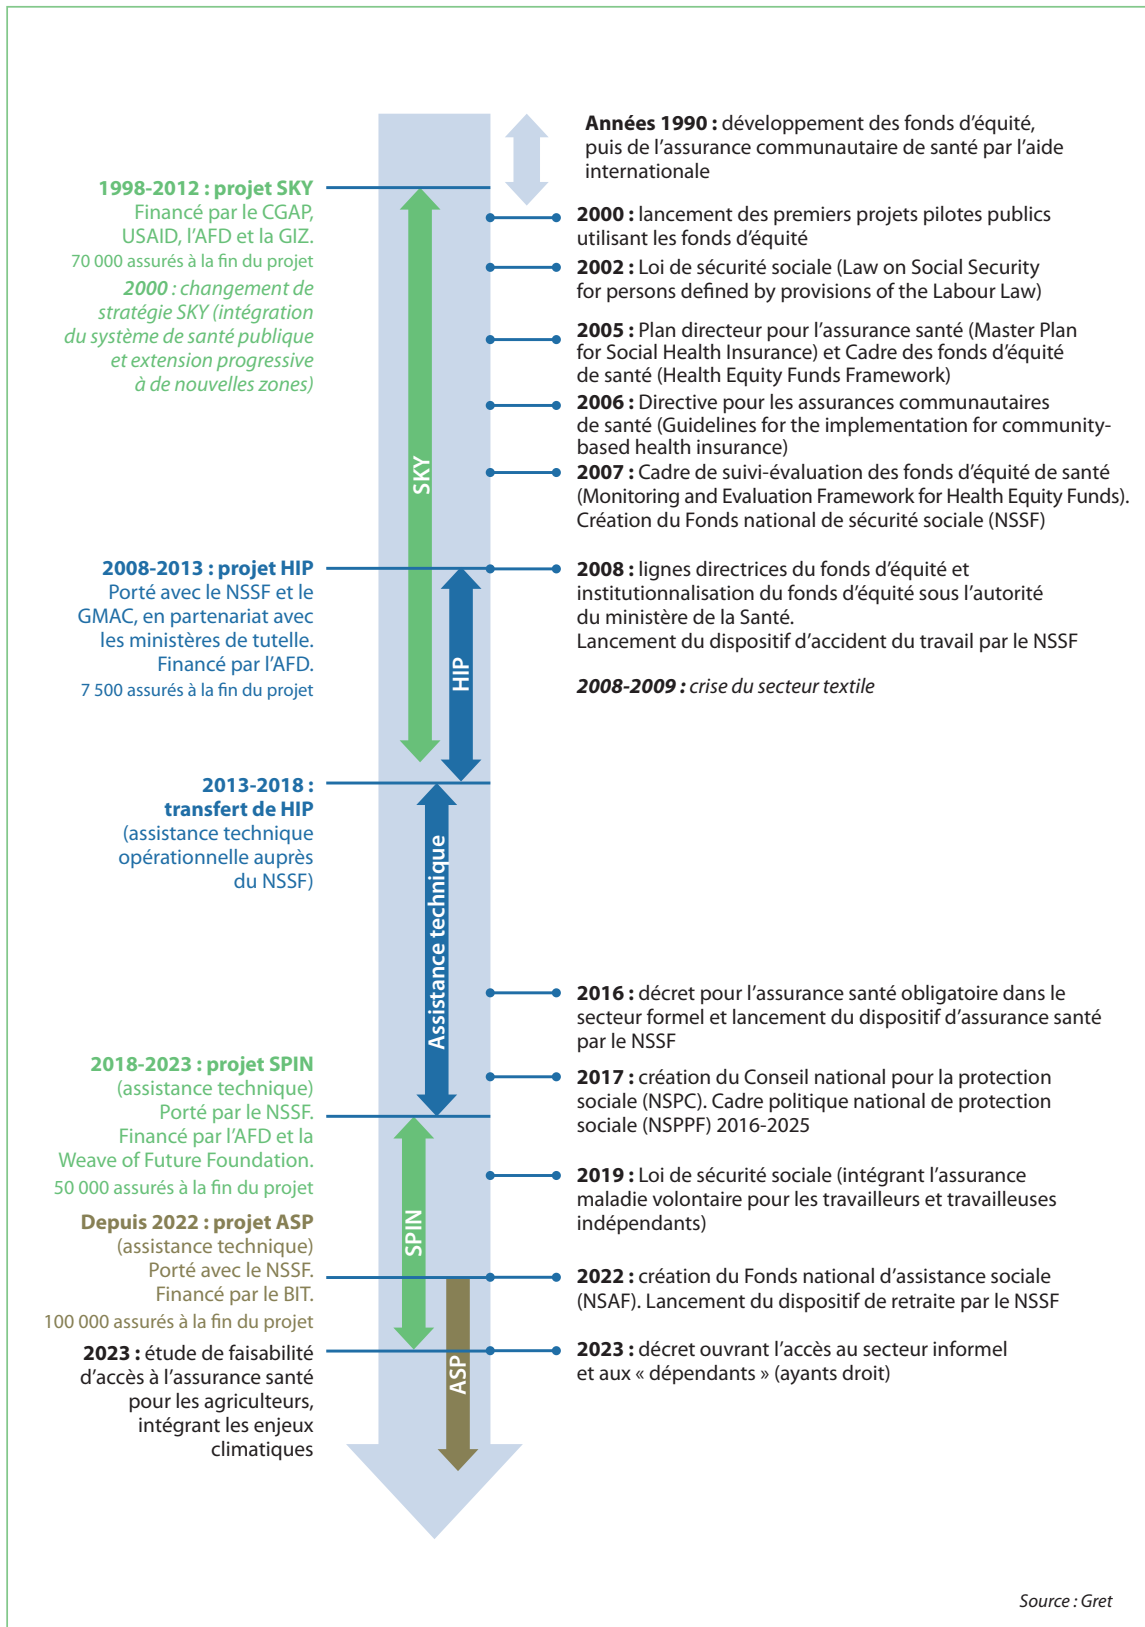 Années 1990 : développement des fonds d'équité,
puis de l'assurance communautaire de santé par l'aide
internationale
1998-2012 : projet SKY
Financé par le CGAP,
USAID, l'AFD et la GIZ.
70 000 assurés à la fin du projet
2000 : changement de
stratégie SKY (intégration
du système de santé publique
et extension progressive
à de nouvelles zones)
2000 : lancement des premiers projets pilotes publics
utilisant les fonds d'équité
2002 : Loi de sécurité sociale (Law on Social Security
for persons defined by provisions of the Labour Law)
2005 : Plan directeur pour l'assurance santé (Master Plan
for Social Health Insurance) et Cadre des fonds d'équité
de santé (Health Equity Funds Framework)
2006 : Directive pour les assurances communautaires
de santé (Guidelines for the implementation for community-
based health insurance)
2007 : Cadre de suivi-évaluation des fonds d'équité de santé
(Monitoring and Evaluation Framework for Health Equity Funds).
Création du Fonds national de sécurité sociale (NSSF)
SKY
2008-2013 : projet HIP
Porté avec le NSSF et le
GMAC, en partenariat avec
les ministères de tutelle.
Financé par l'AFD.
7 500 assurés à la fin du projet
HIP
2008 : lignes directrices du fonds d'équité et
institutionnalisation du fonds d'équité sous l'autorité
du ministère de la Santé.
Lancement du dispositif d'accident du travail par le NSSF
2008-2009 : crise du secteur textile
2013-2018 :
transfert de HIP
(assistance technique
opérationnelle auprès
du NSSF)
Assistance technique
2016 : décret pour l'assurance santé obligatoire dans le
secteur formel et lancement du dispositif d'assurance santé
par le NSSF
2017 : création du Conseil national pour la protection
sociale (NSPC). Cadre politique national de protection
sociale (NSPPF) 2016-2025
2018-2023 : projet SPIN
(assistance technique)
Porté par le NSSF.
Financé par l'AFD et la
Weave of Future Foundation.
50 000 assurés à la fin du projet
SPIN
2019 : Loi de sécurité sociale (intégrant l'assurance
maladie volontaire pour les travailleurs et travailleuses
indépendants)
Depuis 2022 : projet ASP
(assistance technique)
Porté avec le NSSF.
Financé par le BIT.
100 000 assurés à la fin du projet
2022 : création du Fonds national d'assistance sociale
(NSAF). Lancement du dispositif de retraite par le NSSF
2023 : étude de faisabilité
d'accès à l'assurance santé
pour les agriculteurs,
intégrant les enjeux
climatiques
ASP
2023 : décret ouvrant l'accès au secteur informel
et aux « dépendants » (ayants droit)
Source : Gret